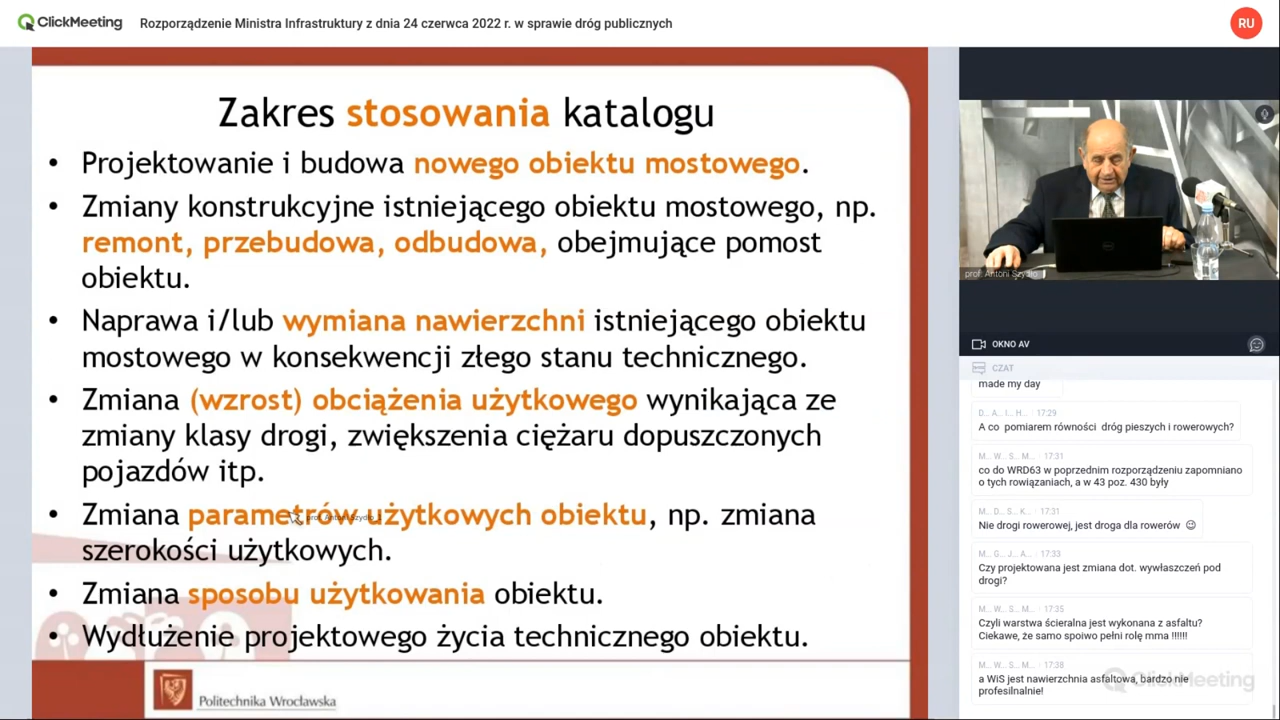 ClickMeeting
Rozporządzenie Ministra Infrastruktury z dnia 24 czerwca 2022 r. w sprawie dróg publicznych
RU
Zakres stosowania katalogu
• Projektowanie i budowa nowego obiektu mostowego.
• Zmiany konstrukcyjne istniejącego obiektu mostowego, np.
remont, przebudowa, odbudowa, obejmujące pomost
obiektu.
• Naprawa i/lub wymiana nawierzchni istniejącego obiektu
mostowego w konsekwencji złego stanu technicznego.
• Zmiana (wzrost) obciążenia użytkowego wynikająca ze
zmiany klasy drogi, zwiększenia ciężaru dopuszczonych
pojazdów itp.
• Zmiana parametrów użytkowych obiektu, np. zmiana
szerokości użytkowych.
prof. Antoni Szydło
• Zmiana sposobu użytkowania obiektu.
• Wydłużenie projektowego życia technicznego obiektu.
Politechnika Wrocławska
prof. Antoni Szydło
OKNO AV
CZAT
made my day
D... A... I... H... 17:29
A co pomiarem równości dróg pieszych i rowerowych?
M... W... S... M... 17:31
co do WRD63 w poprzednim rozporządzeniu zapomniano
o tych rowiązaniach, a w 43 poz. 430 były
M... D... S... K... 17:31
Nie drogi rowerowej, jest droga dla rowerów 😉
M... G... J... A... 17:33
Czy projektowana jest zmiana dot. wywłaszczeń pod
drogi?
M... W... S... M... 17:35
Czyli warstwa ścieralna jest wykonana z asfaltu?
Ciekawe, że samo spoiwo pełni rolę mma !!!!!!
M... W... S... M... 17:38
a WiS jest nawierzchnia asfaltowa, bardzo nie
profesilnalnie!
ClickMeeting